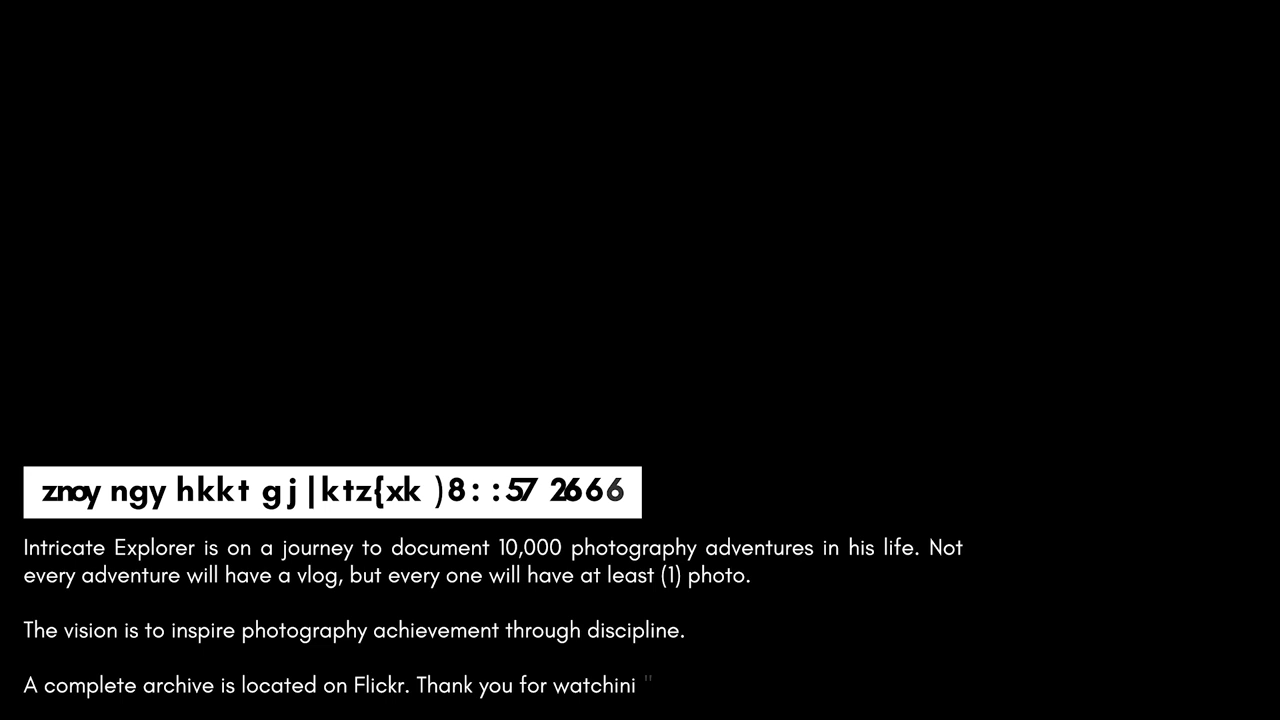 znoy ngy hkkt gj|ktz{xk )8::57 2666
Intricate Explorer is on a journey to document 10,000 photography adventures in his life. Not
every adventure will have a vlog, but every one will have at least (1) photo.
The vision is to inspire photography achievement through discipline.
A complete archive is located on Flickr. Thank you for watchini "